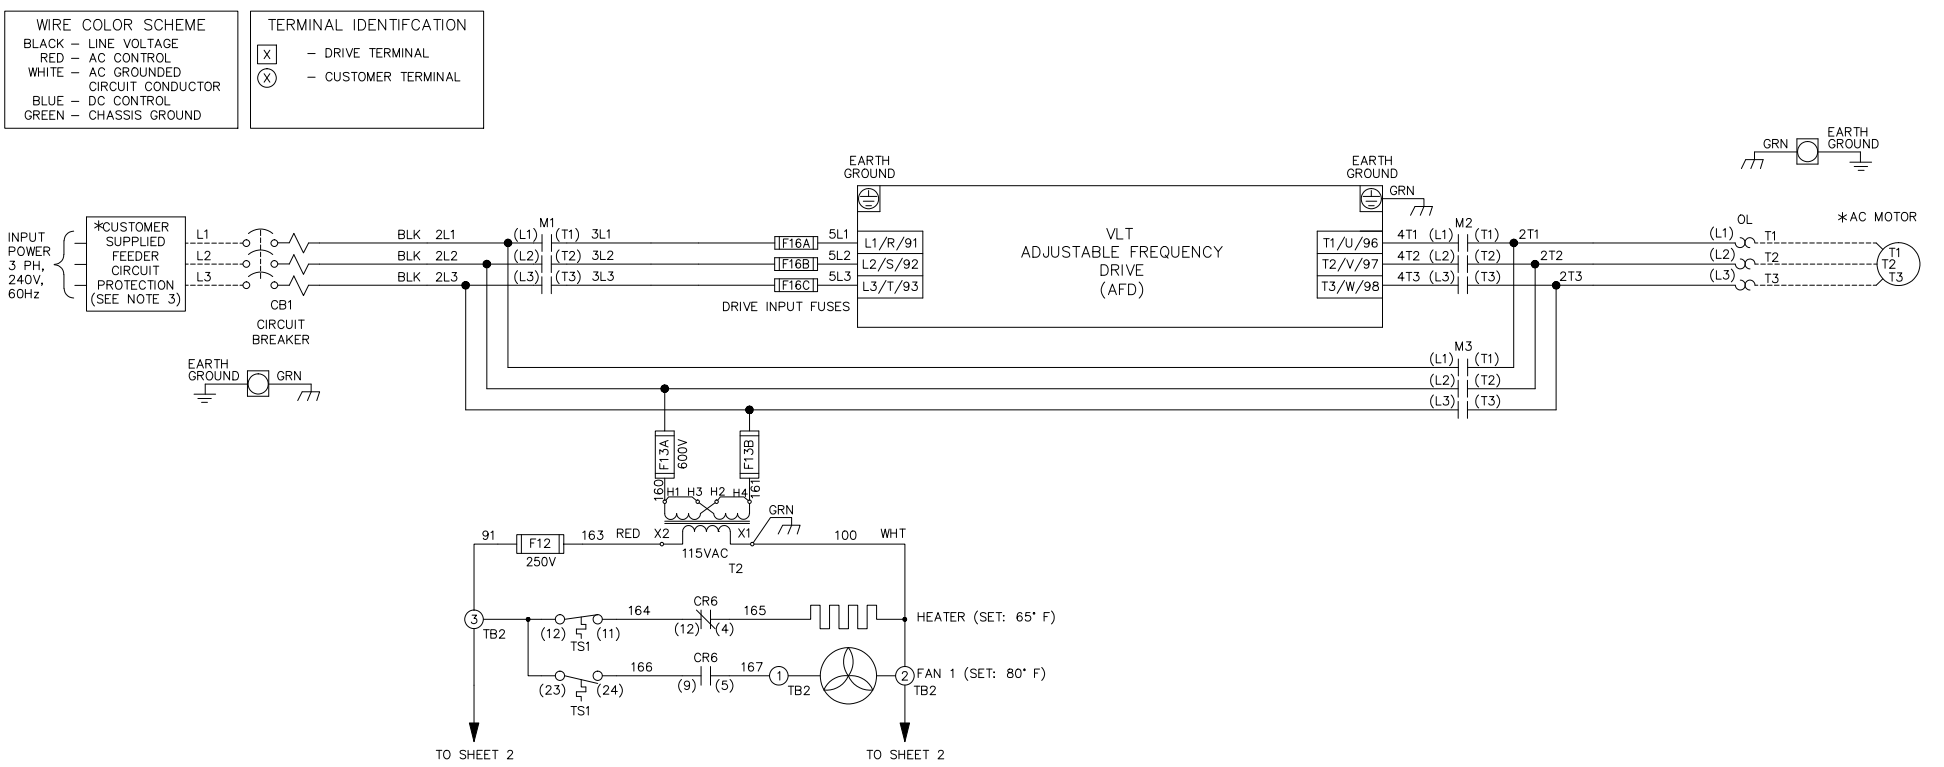 WIRE COLOR SCHEME
BLACK – LINE VOLTAGE
RED – AC CONTROL
WHITE – AC GROUNDED
CIRCUIT CONDUCTOR
BLUE – DC CONTROL
GREEN – CHASSIS GROUND
TERMINAL IDENTIFCATION
X – DRIVE TERMINAL
X – CUSTOMER TERMINAL
INPUT
POWER
3 PH,
240V,
60Hz
*CUSTOMER
SUPPLIED
FEEDER
CIRCUIT
PROTECTION
(SEE NOTE 3)
L1
L2
L3
CB1
CIRCUIT
BREAKER
EARTH
GROUND
GRN
BLK 2L1
BLK 2L2
BLK 2L3
M1
(L1) (T1) 3L1
(L2) (T2) 3L2
(L3) (T3) 3L3
F16A 5L1
F16B 5L2
F16C 5L3
DRIVE INPUT FUSES
EARTH
GROUND
L1/R/91
L2/S/92
L3/T/93
VLT
ADJUSTABLE FREQUENCY
DRIVE
(AFD)
EARTH
GROUND
GRN
T1/U/96
T2/V/97
T3/W/98
M2
4T1 (L1) (T1) 2T1
4T2 (L2) (T2) 2T2
4T3 (L3) (T3) 2T3
M3
(L1) (T1)
(L2) (T2)
(L3) (T3)
GRN
EARTH
GROUND
OL
(L1) T1
(L2) T2
(L3) T3
*AC MOTOR
T1
T2
T3
F13A
600V
F13B
160
161
H1 H3 H2 H4
GRN
91
F12
250V
163 RED X2
X1
115VAC
T2
100 WHT
3
TB2
(12) (11)
TS1
164
CR6
(12) (4)
165
HEATER (SET: 65° F)
(23) (24)
TS1
166
CR6
(9) (5)
167
1
TB2
2
TB2
FAN 1 (SET: 80° F)
TO SHEET 2
TO SHEET 2